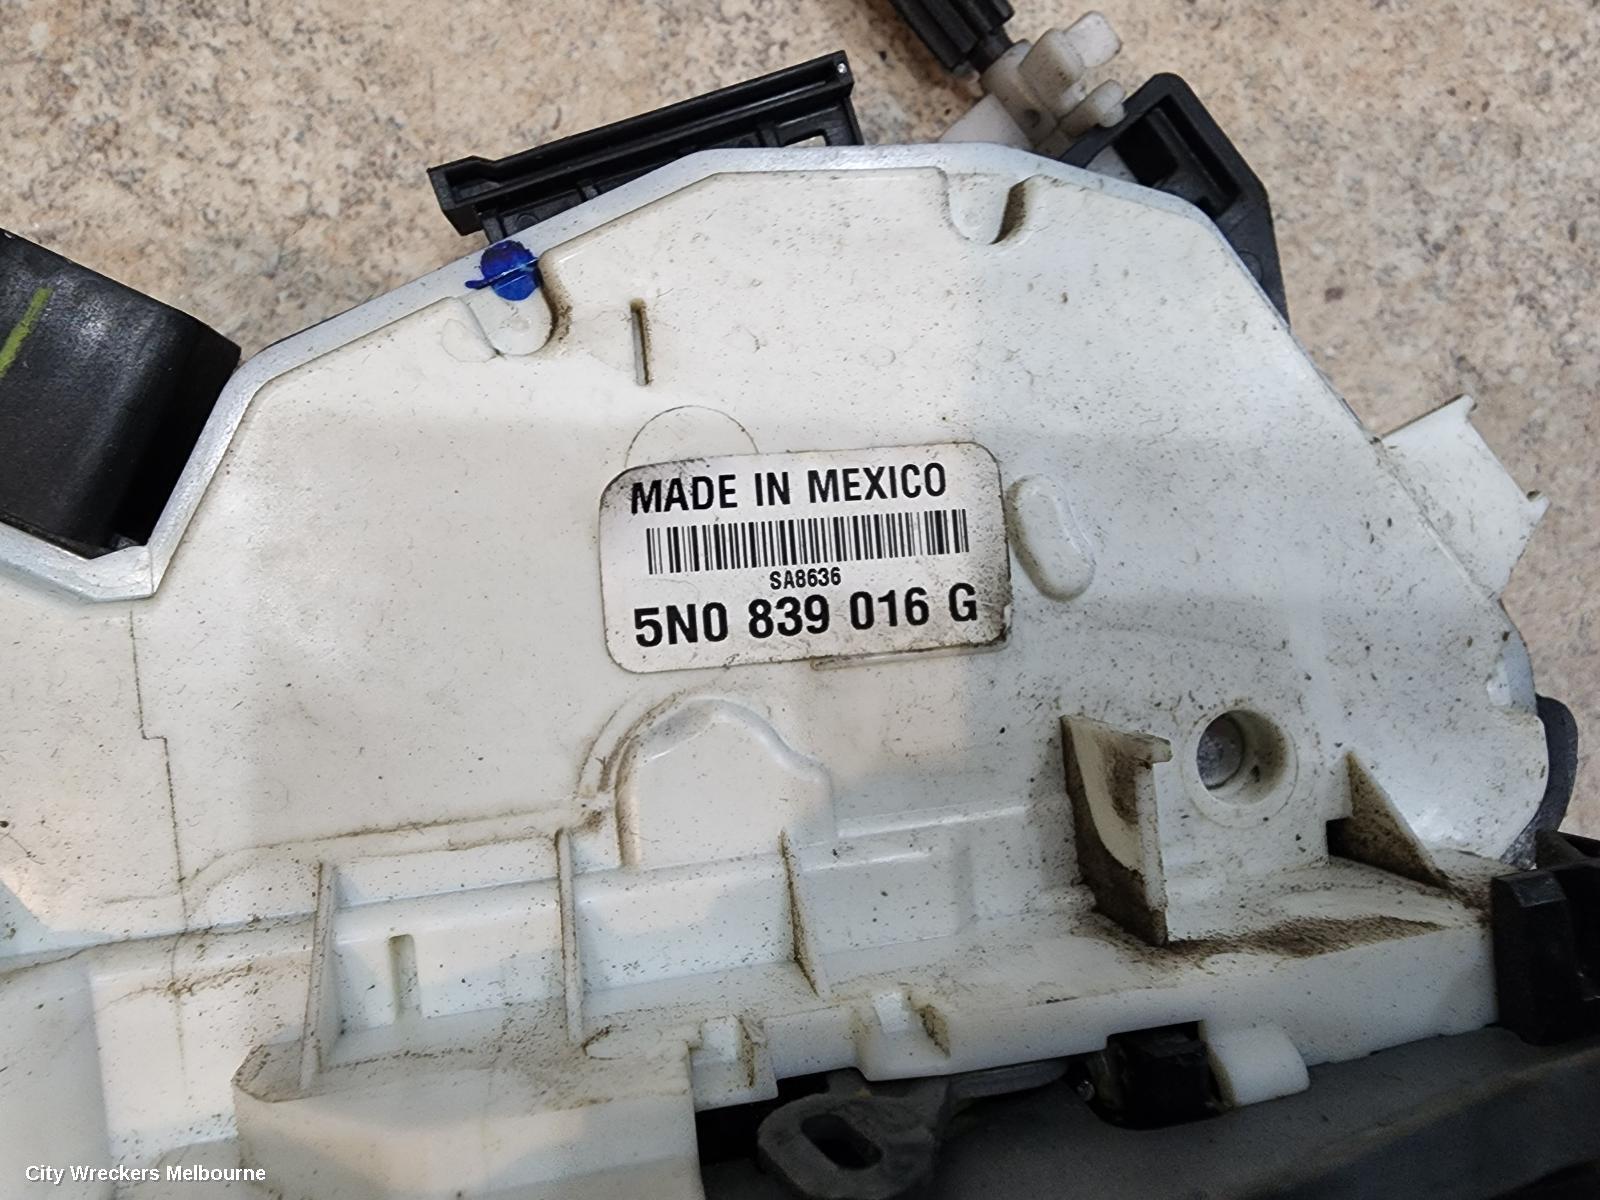 MADE IN MEXICO
SA8636
5N0 839 016 G
City Wreckers Melbourne